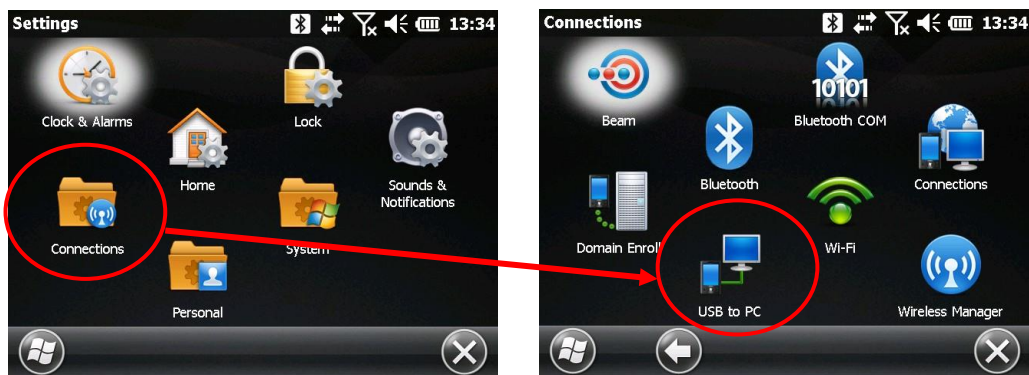 Settings 13:34
Clock & Alarms
Lock
Home
Sounds &
Notifications
Connections
System
Personal
Connections 13:34
Beam
10101
Bluetooth COM
Bluetooth
Connections
Domain Enroll
Wi-Fi
USB to PC
Wireless Manager